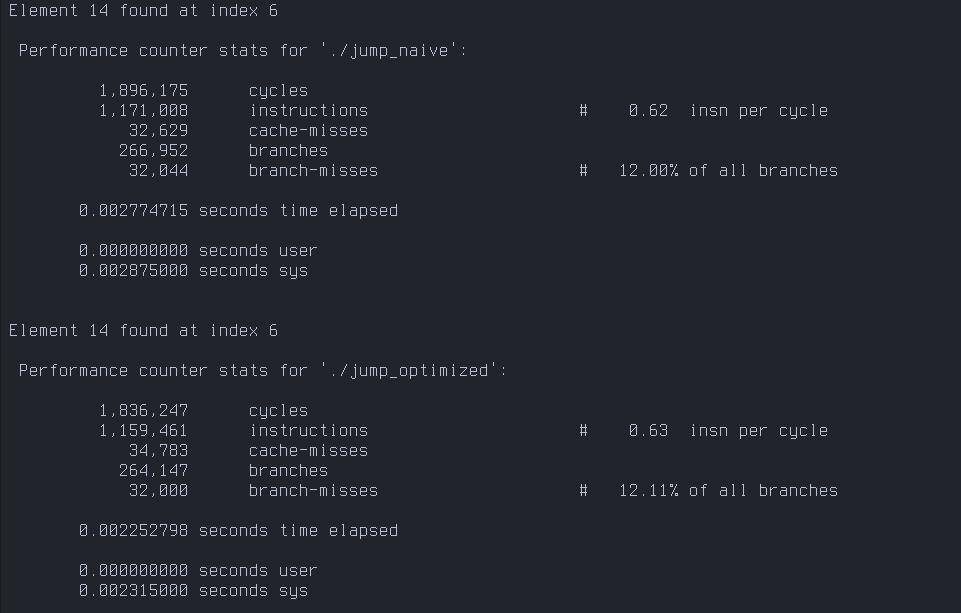 Element 14 found at index 6
Performance counter stats for './jump_naive':
1,896,175 cycles
1,171,008 instructions # 0.62 insn per cycle
32,629 cache-misses
266,952 branches
32,044 branch-misses # 12.00% of all branches
0.002774715 seconds time elapsed
0.000000000 seconds user
0.002875000 seconds sys
Element 14 found at index 6
Performance counter stats for './jump_optimized':
1,836,247 cycles
1,159,461 instructions # 0.63 insn per cycle
34,783 cache-misses
264,147 branches
32,000 branch-misses # 12.11% of all branches
0.002252798 seconds time elapsed
0.000000000 seconds user
0.002315000 seconds sys